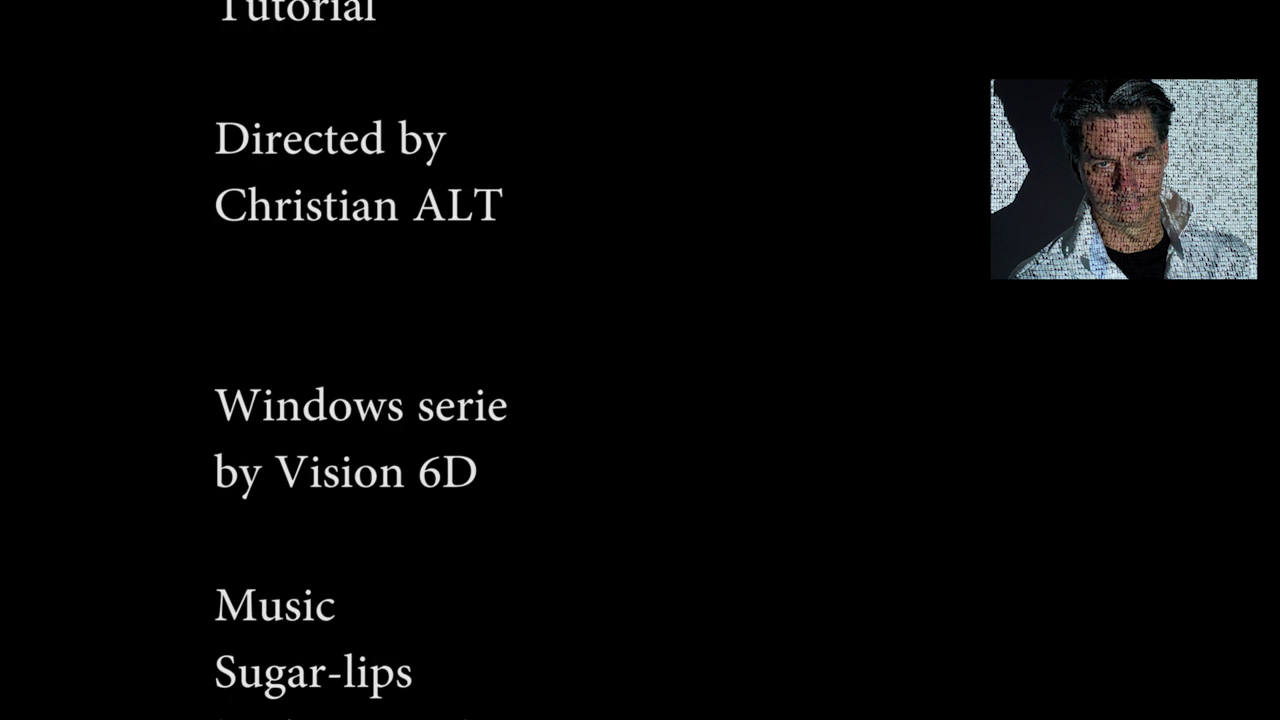 Tutorial
Directed by
Christian ALT
Windows serie
by Vision 6D
Music
Sugar-lips